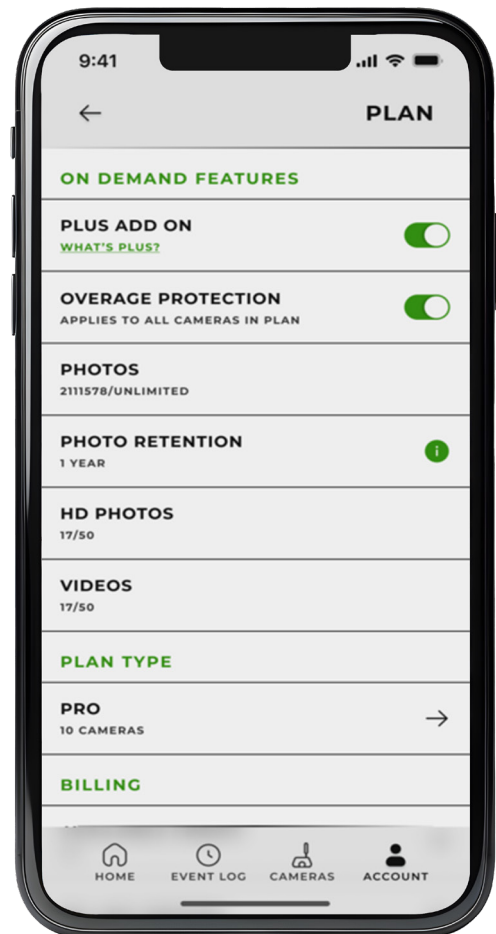 9:41
PLAN
ON DEMAND FEATURES
PLUS ADD ON
WHAT'S PLUS?
OVERAGE PROTECTION
APPLIES TO ALL CAMERAS IN PLAN
PHOTOS
2111578/UNLIMITED
PHOTO RETENTION
1 YEAR
HD PHOTOS
17/50
VIDEOS
17/50
PLAN TYPE
PRO
10 CAMERAS
BILLING
HOME EVENT LOG CAMERAS ACCOUNT